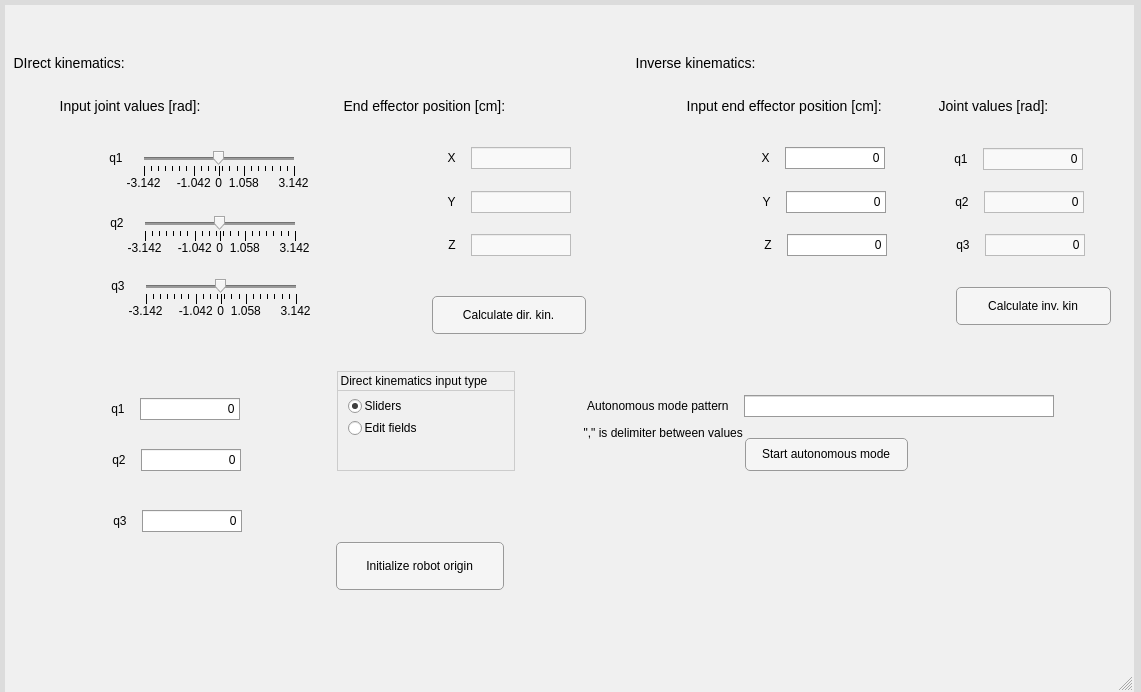 DIrect kinematics:
Inverse kinematics:
Input joint values [rad]:
End effector position [cm]:
Input end effector position [cm]:
Joint values [rad]:
q1
-3.142 -1.042 0 1.058 3.142
X
X 0
q1 0
q2
-3.142 -1.042 0 1.058 3.142
Y
Y 0
q2 0
q3
-3.142 -1.042 0 1.058 3.142
Z
Z 0
q3 0
Calculate dir. kin.
Calculate inv. kin
q1 0
q2 0
q3 0
Direct kinematics input type
Sliders
Edit fields
Autonomous mode pattern
"," is delimiter between values
Start autonomous mode
Initialize robot origin